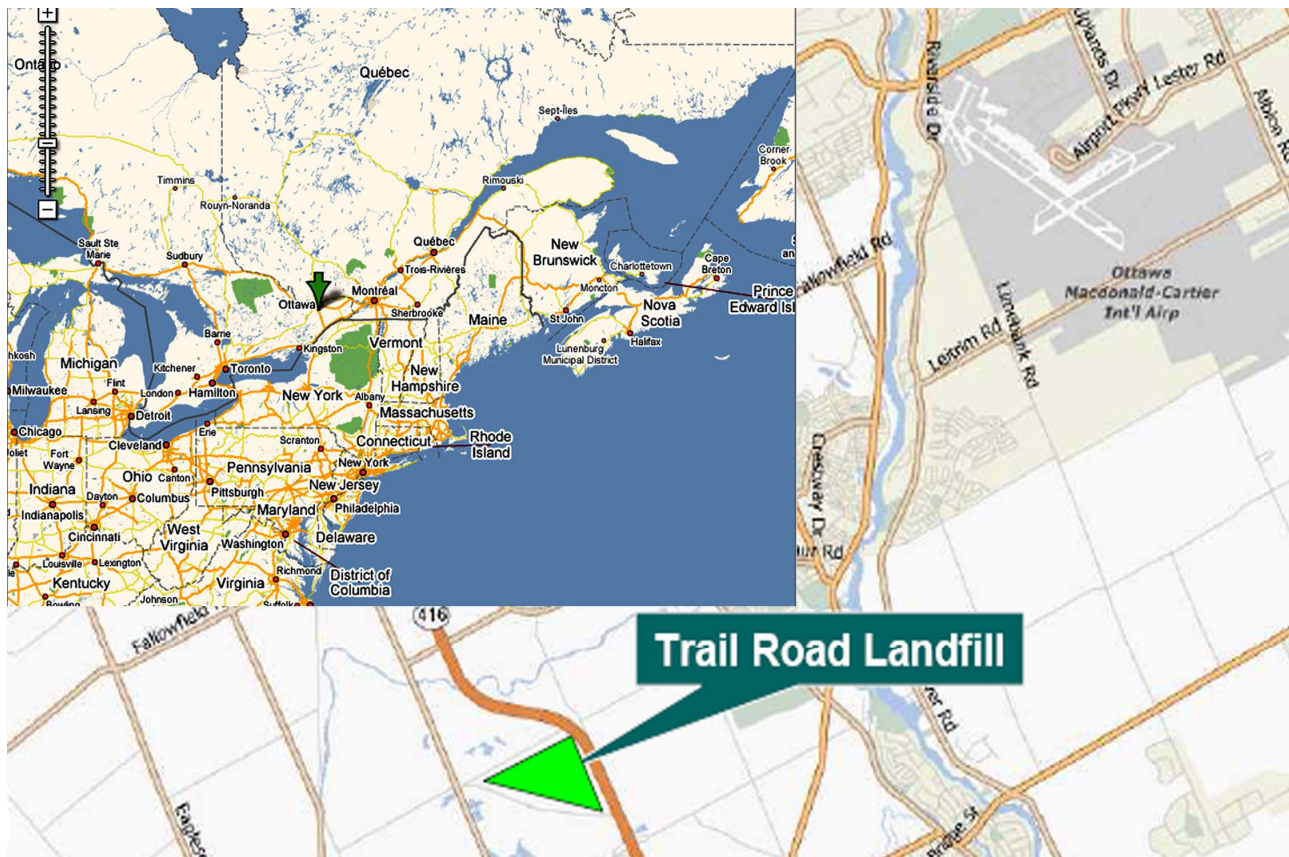 +
Ontario
Québec
Sept-Iles
Corner
Brook
Timmins
Rouyn-Noranda
Rimouski
Sault Ste
Marie
Sudbury
Québec
Trois-Rivières
New
Brunswick
Charlottetown
Cape
Breton
Moncton
Prince
Edward Isl
Ottawa
Montréal
Sherbrooke
Maine
St John
Nova
Scotia
Halifax
Lunenburg
Municipal District
Barrie
Kingston
Vermont
Michigan
Kitchener
Toronto
New
Hampshire
Milwaukee
Flint
London
Hamilton
New York
Albany
Lansing
Detroit
Massachusetts
Chicago
Erie
Connecticut
Rhode
Island
Cleveland
Scranton
Fort
Wayne
Ohio
Canton
Pennsylvania
New York
Indiana
Dayton
Columbus
Pittsburgh
New Jersey
Maryland
Philadelphia
Indianapolis
Cincinnati
West
Virginia
Washington
Delaware
Louisville
Lexington
Richmond
District of
Columbia
Kentucky
Virginia
Johnson
Riverside Dr
Airport Pkwy
Lester Rd
Albion Rd
Fallowfield Rd
Ottawa
Macdonald-Cartier
Int'l Airp
Limebank Rd
Leitrim Rd
Crestway Dr
Fallowfield
416
Trail Road Landfill
Bridge St